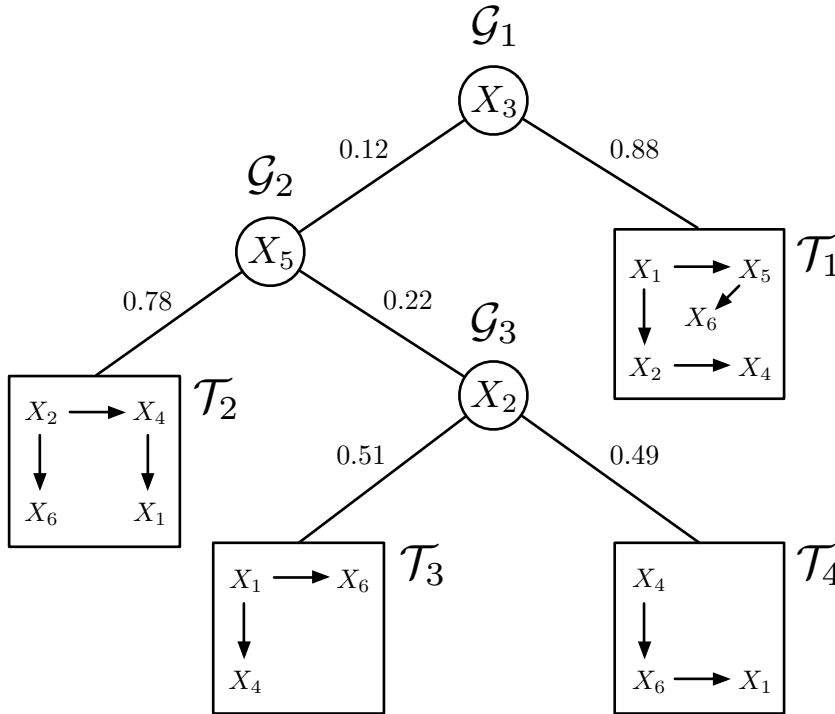 𝒢₁
X₃
0.12 0.88
𝒢₂
X₅
𝒯₁
X₁ X₅
X₆
X₂ X₄
0.78 0.22
𝒢₃
X₂
𝒯₂
X₂ X₄
X₆ X₁
0.51 0.49
𝒯₃
X₁ X₆
X₄
𝒯₄
X₄
X₆ X₁